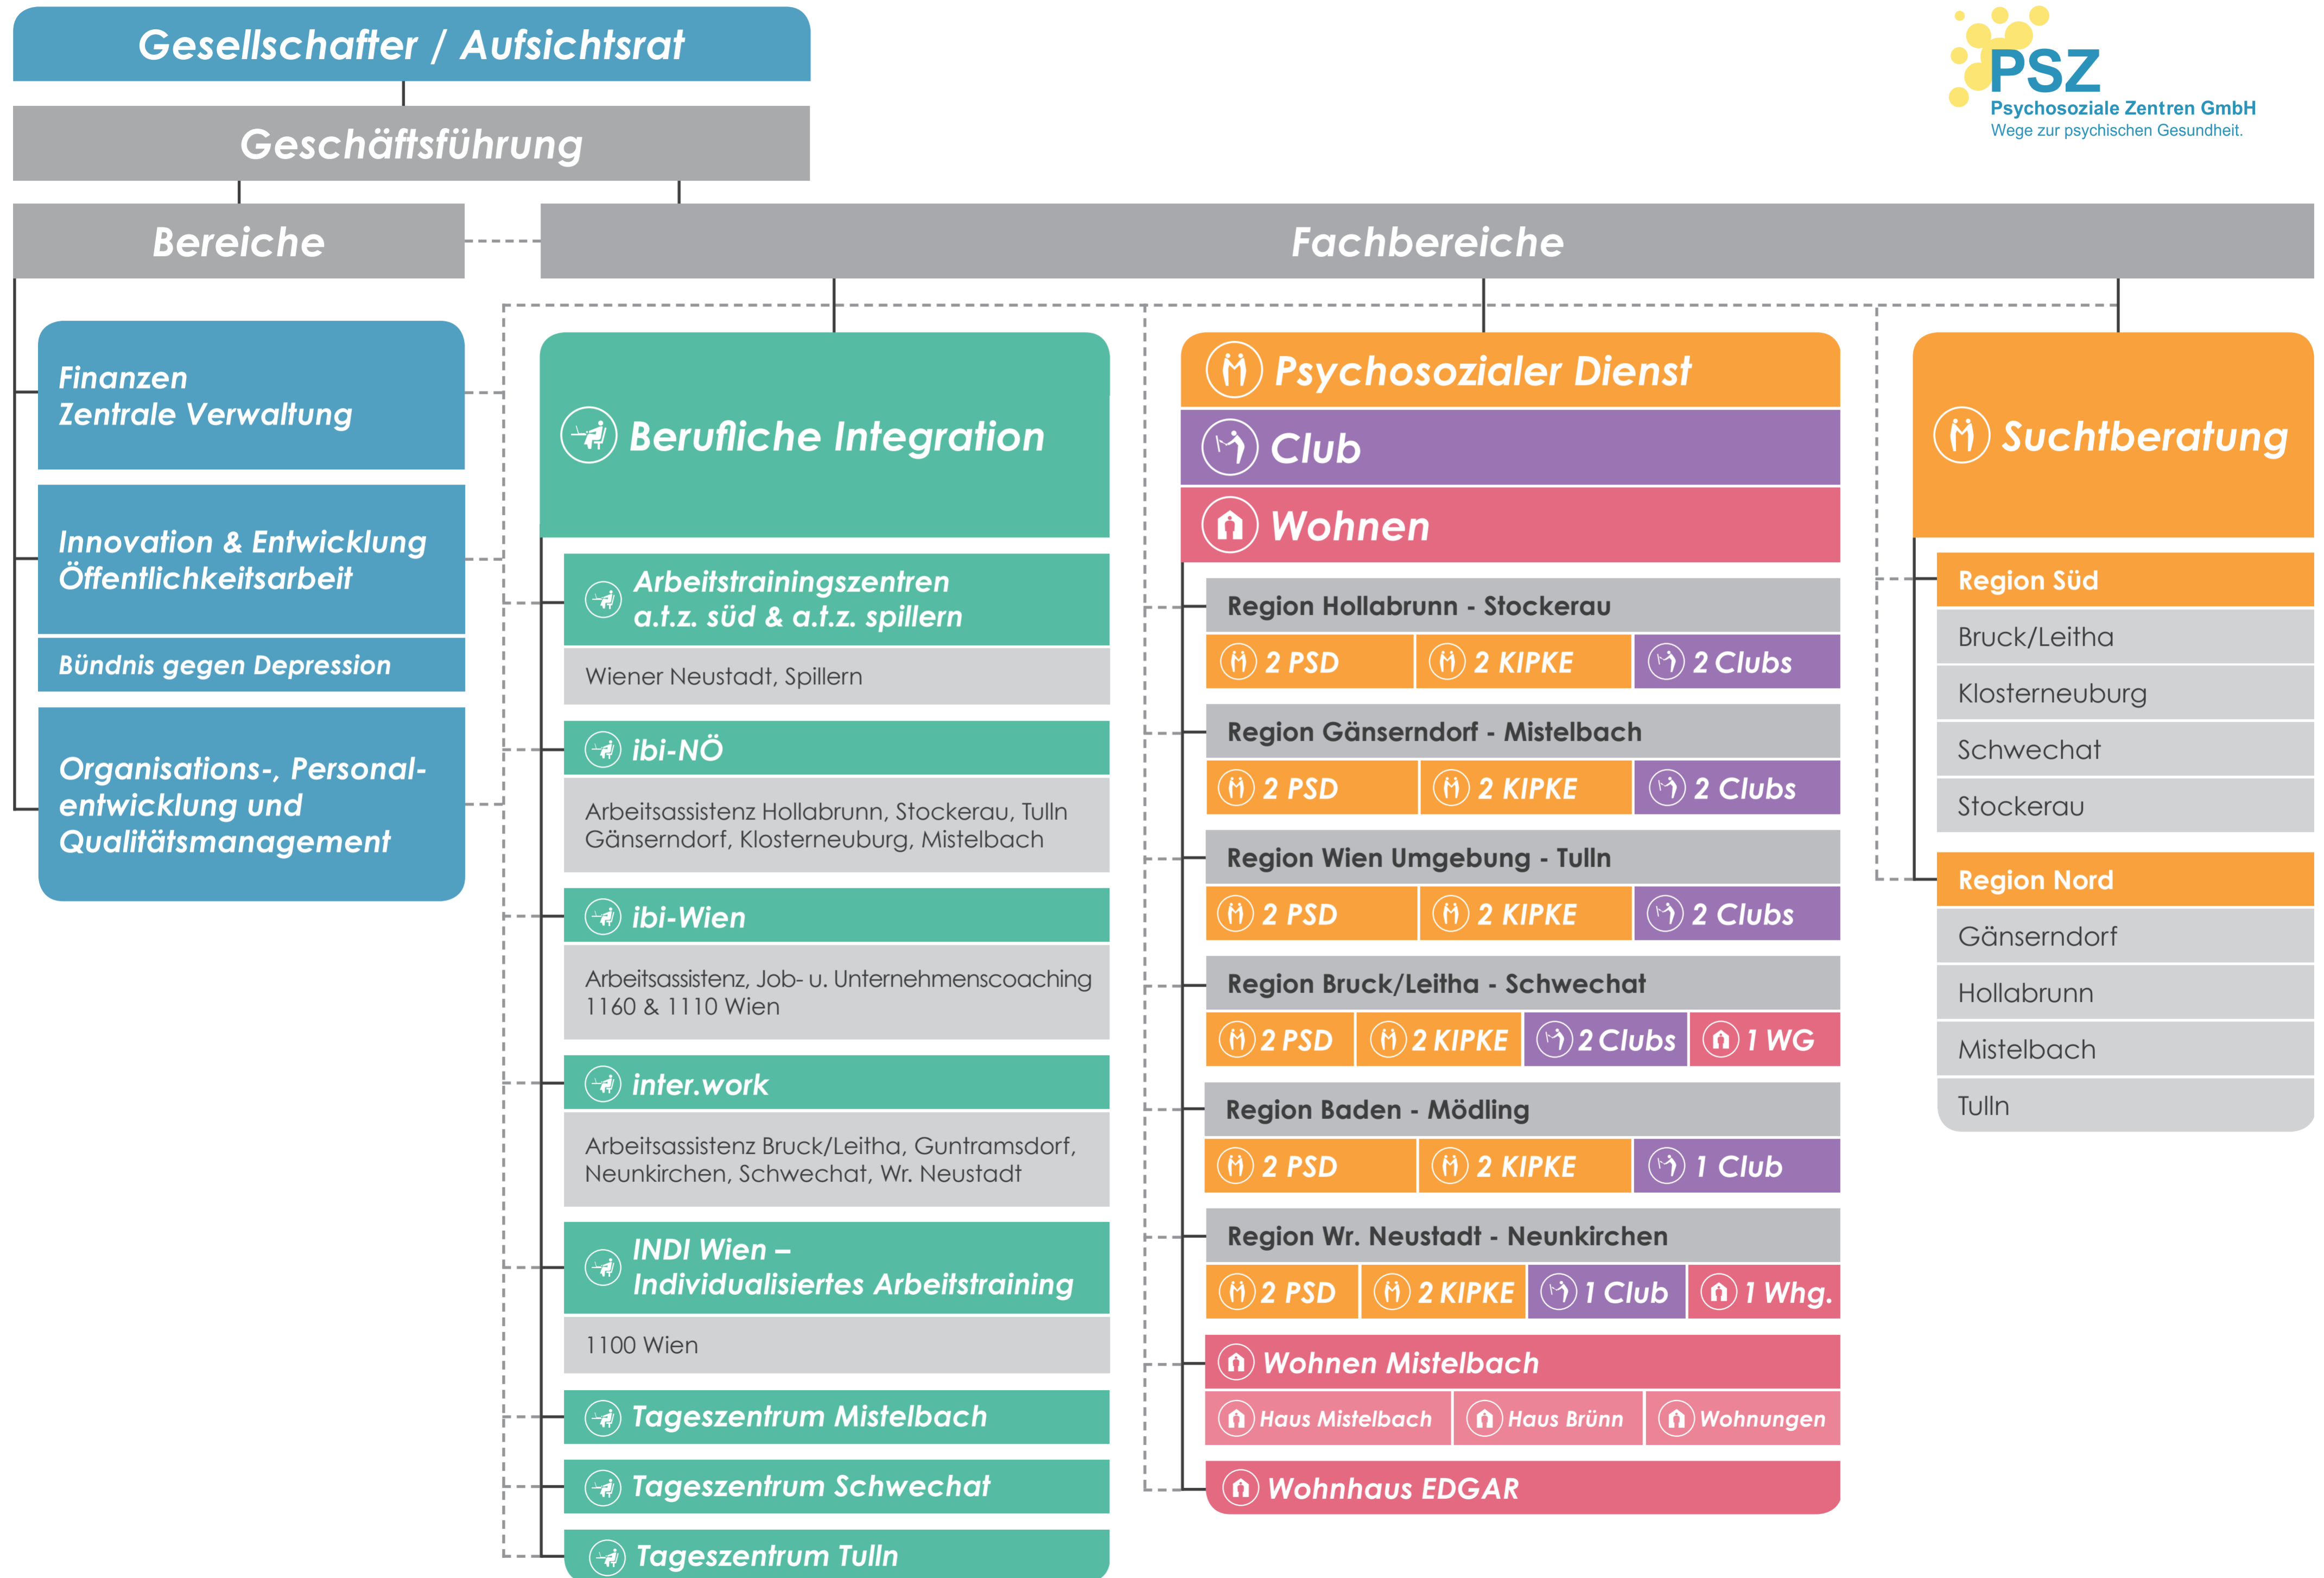 Gesellschafter / Aufsichtsrat
PSZ
Psychosoziale Zentren GmbH
Wege zur psychischen Gesundheit.
Geschäftsführung
Bereiche
Fachbereiche
Finanzen
Zentrale Verwaltung
Innovation & Entwicklung
Öffentlichkeitsarbeit
Bündnis gegen Depression
Organisations-, Personal-
entwicklung und
Qualitätsmanagement
Berufliche Integration
Arbeitstrainingszentren
a.t.z. süd & a.t.z. spillern
Wiener Neustadt, Spillern
ibi-NÖ
Arbeitsassistenz Hollabrunn, Stockerau, Tulln
Gänserndorf, Klosterneuburg, Mistelbach
ibi-Wien
Arbeitsassistenz, Job- u. Unternehmenscoaching
1160 & 1110 Wien
inter.work
Arbeitsassistenz Bruck/Leitha, Guntramsdorf,
Neunkirchen, Schwechat, Wr. Neustadt
INDI Wien –
Individualisiertes Arbeitstraining
1100 Wien
Tageszentrum Mistelbach
Tageszentrum Schwechat
Tageszentrum Tulln
Psychosozialer Dienst
Club
Wohnen
Region Hollabrunn - Stockerau
2 PSD 2 KIPKE 2 Clubs
Region Gänserndorf - Mistelbach
2 PSD 2 KIPKE 2 Clubs
Region Wien Umgebung - Tulln
2 PSD 2 KIPKE 2 Clubs
Region Bruck/Leitha - Schwechat
2 PSD 2 KIPKE 2 Clubs 1 WG
Region Baden - Mödling
2 PSD 2 KIPKE 1 Club
Region Wr. Neustadt - Neunkirchen
2 PSD 2 KIPKE 1 Club 1 Whg.
Wohnen Mistelbach
Haus Mistelbach Haus Brünn Wohnungen
Wohnhaus EDGAR
Suchtberatung
Region Süd
Bruck/Leitha
Klosterneuburg
Schwechat
Stockerau
Region Nord
Gänserndorf
Hollabrunn
Mistelbach
Tulln